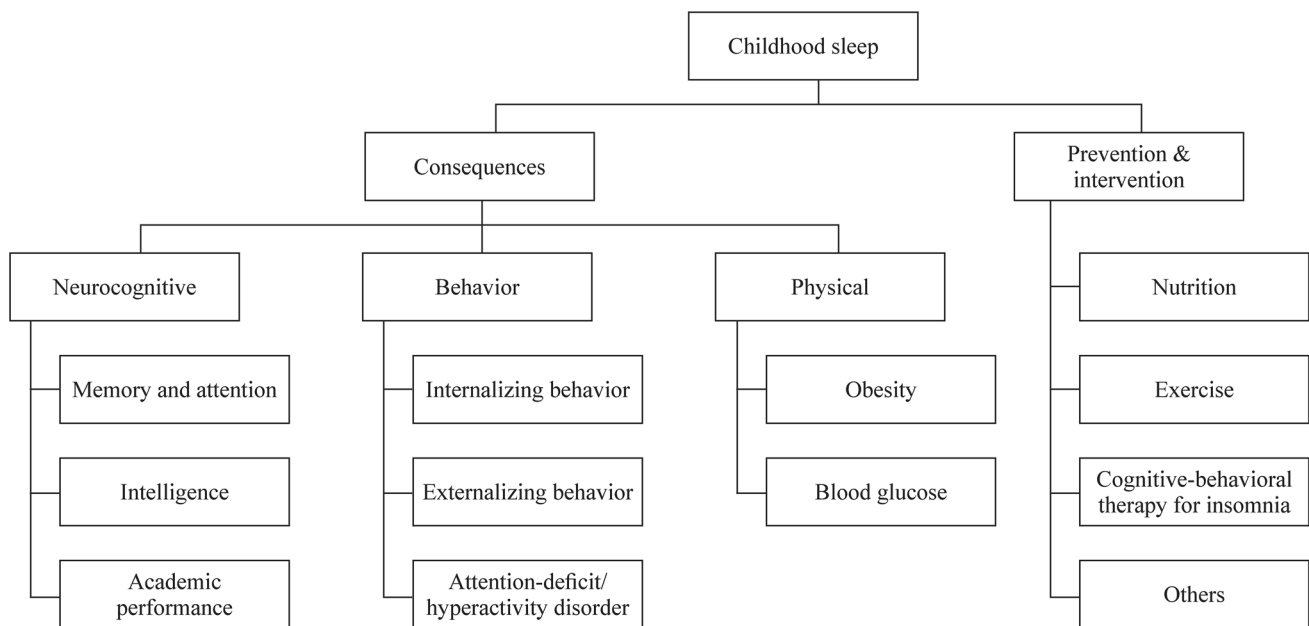 Childhood sleep
Consequences
Prevention &
intervention
Neurocognitive
Behavior
Physical
Nutrition
Memory and attention
Internalizing behavior
Obesity
Exercise
Intelligence
Externalizing behavior
Blood glucose
Cognitive-behavioral
therapy for insomnia
Academic
performance
Attention-deficit/
hyperactivity disorder
Others